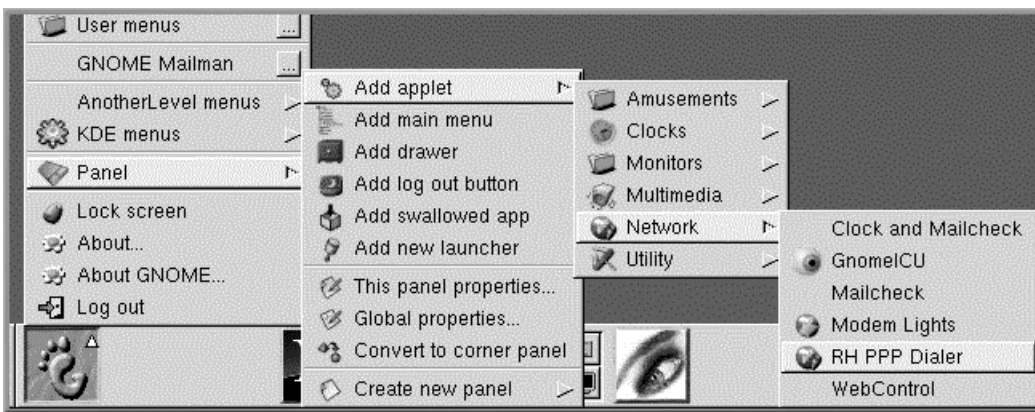 User menus
...
GNOME Mailman
...
AnotherLevel menus
KDE menus
Panel
Lock screen
About...
About GNOME...
Log out
Add applet
Add main menu
Add drawer
Add log out button
Add swallowed app
Add new launcher
This panel properties...
Global properties...
Convert to corner panel
Create new panel
Amusements
Clocks
Monitors
Multimedia
Network
Utility
Clock and Mailcheck
GnomeICU
Mailcheck
Modem Lights
RH PPP Dialer
WebControl